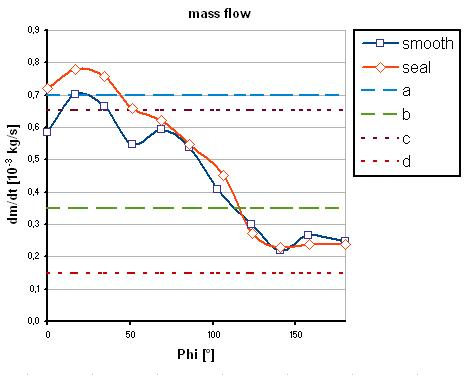 mass flow
0,9
0,8
0,7
0,6
0,5
0,4
0,3
0,2
0,1
0,0
dm/dt [10⁻³ kg/s]
0
50
100
150
Phi [°]
smooth
seal
a
b
c
d